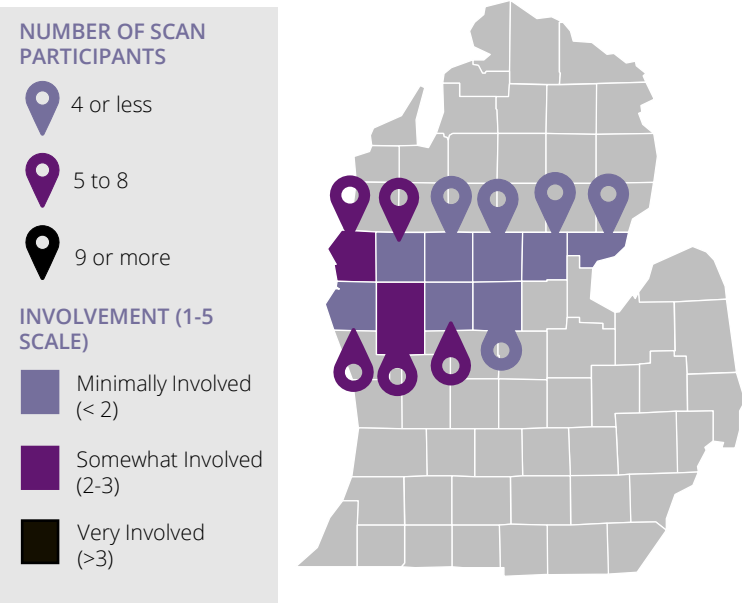 NUMBER OF SCAN
PARTICIPANTS
4 or less
5 to 8
9 or more
INVOLVEMENT (1-5
SCALE)
Minimally Involved
(< 2)
Somewhat Involved
(2-3)
Very Involved
(>3)